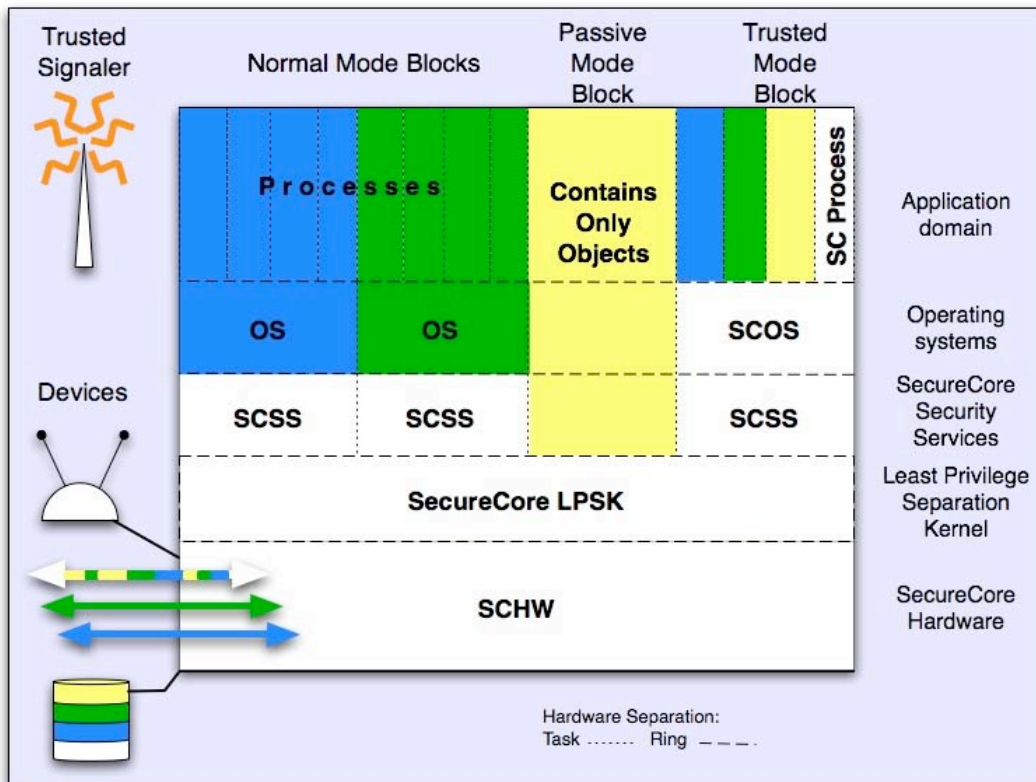 Trusted
Signaler
Normal Mode Blocks
Passive
Mode
Block
Trusted
Mode
Block
Processes
Contains
Only
Objects
SC Process
Application
domain
OS
OS
SCOS
Operating
systems
Devices
SCSS
SCSS
SCSS
SecureCore
Security
Services
SecureCore LPSK
Least Privilege
Separation
Kernel
SCHW
SecureCore
Hardware
Hardware Separation:
Task ........ Ring — — — .